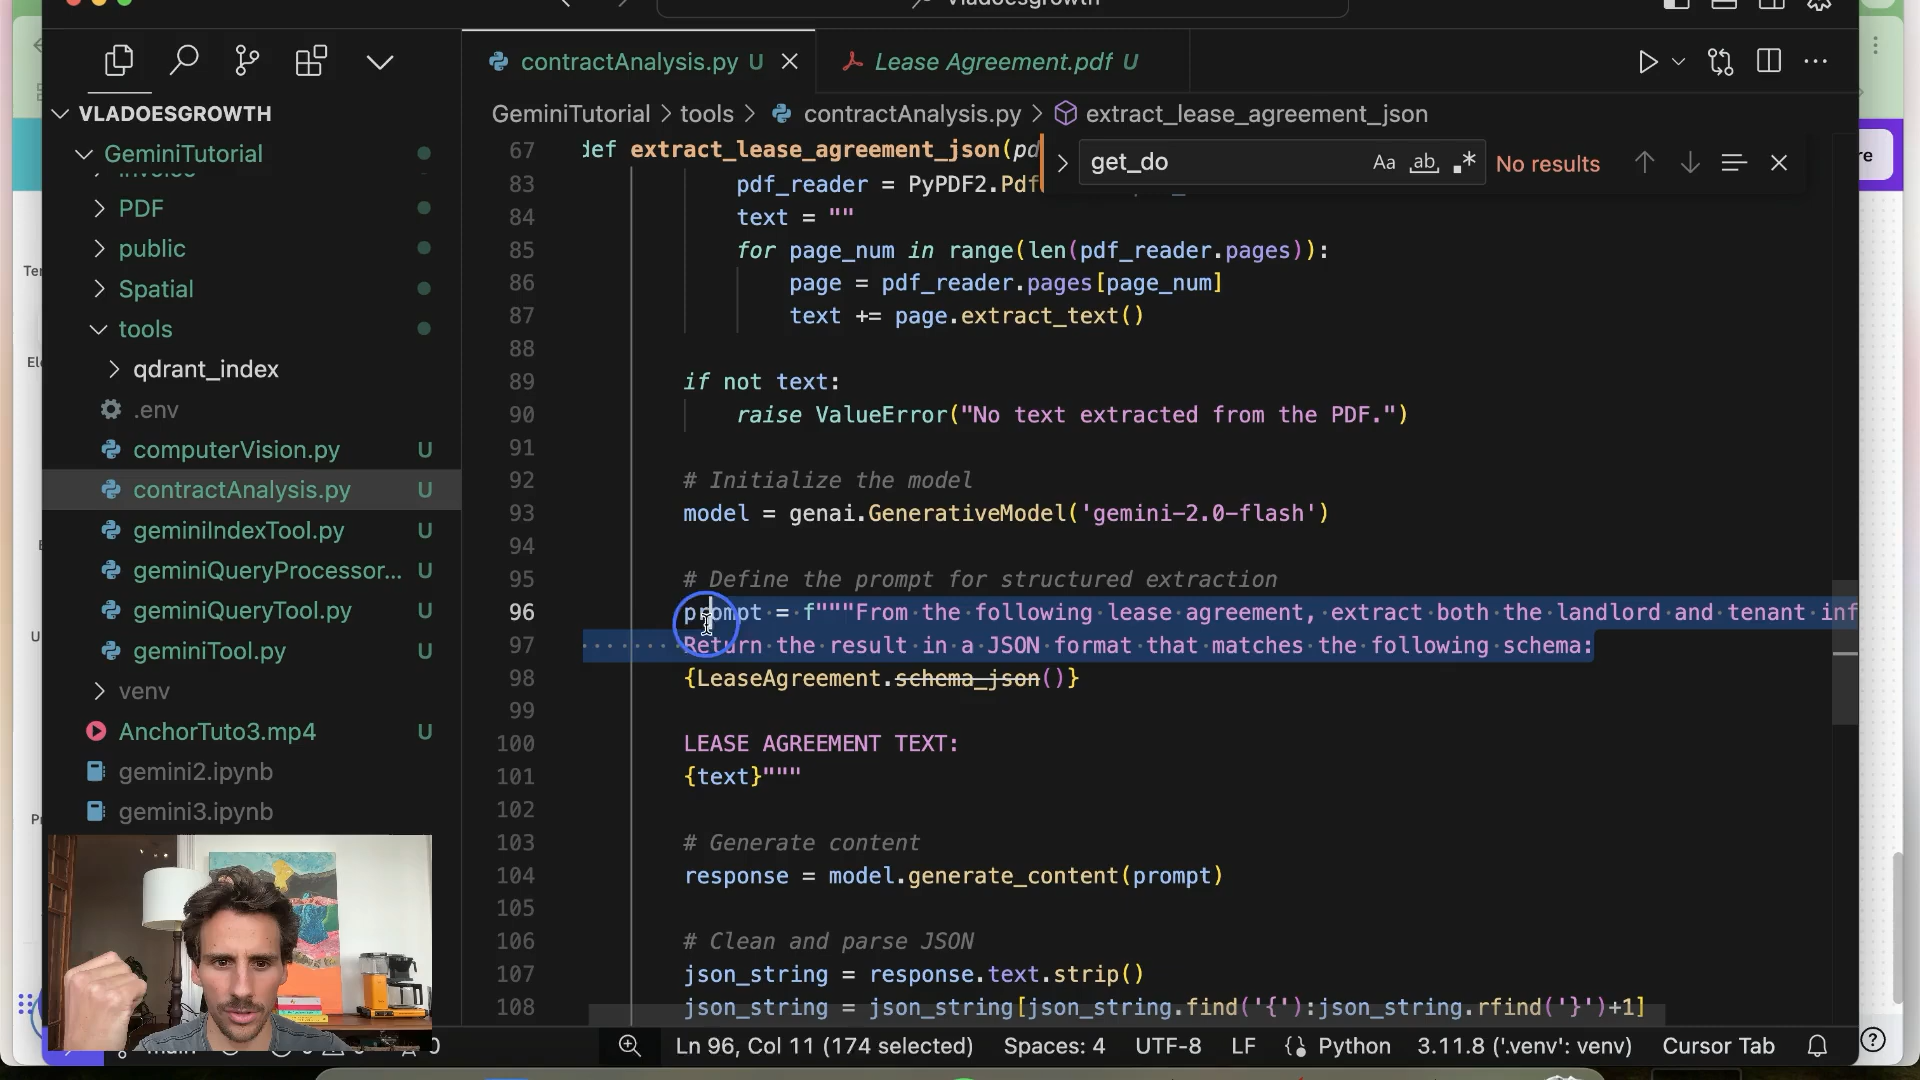 contractAnalysis.py U
Lease Agreement.pdf U
VLADOESGROWTH
GeminiTutorial > tools > contractAnalysis.py > extract_lease_agreement_json
GeminiTutorial
PDF
public
Spatial
tools
qdrant_index
.env
computerVision.py U
contractAnalysis.py U
geminiIndexTool.py U
geminiQueryProcessor... U
geminiQueryTool.py U
geminiTool.py U
venv
AnchorTuto3.mp4 U
gemini2.ipynb
gemini3.ipynb
get_do
Aa ab .* No results
67 def extract_lease_agreement_json(pd
83 pdf_reader = PyPDF2.Pdf
84 text = ""
85 for page_num in range(len(pdf_reader.pages)):
86 page = pdf_reader.pages[page_num]
87 text += page.extract_text()
88
89 if not text:
90 raise ValueError("No text extracted from the PDF.")
91
92 # Initialize the model
93 model = genai.GenerativeModel('gemini-2.0-flash')
94
95 # Define the prompt for structured extraction
96 prompt = f"""From the following lease agreement, extract both the landlord and tenant inf
97 Return the result in a JSON format that matches the following schema:
98 {LeaseAgreement.schema_json()}
99
100 LEASE AGREEMENT TEXT:
101 {text}"""
102
103 # Generate content
104 response = model.generate_content(prompt)
105
106 # Clean and parse JSON
107 json_string = response.text.strip()
108 json_string = json_string[json_string.find('{'):json_string.rfind('}')+1]
Ln 96, Col 11 (174 selected) Spaces: 4 UTF-8 LF Python 3.11.8 ('.venv': venv) Cursor Tab